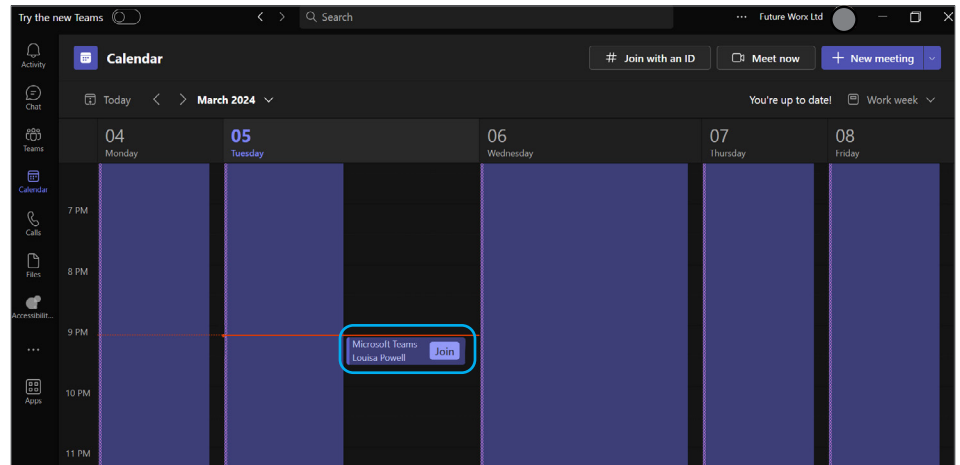 Try the new Teams
Search
Future Worx Ltd
Activity
Chat
Teams
Calendar
Calls
Files
Accessibilit...
Apps
Calendar
# Join with an ID
Meet now
+ New meeting
Today
March 2024
You're up to date!
Work week
04
Monday
05
Tuesday
06
Wednesday
07
Thursday
08
Friday
7 PM
8 PM
9 PM
Microsoft Teams
Louisa Powell
Join
10 PM
11 PM